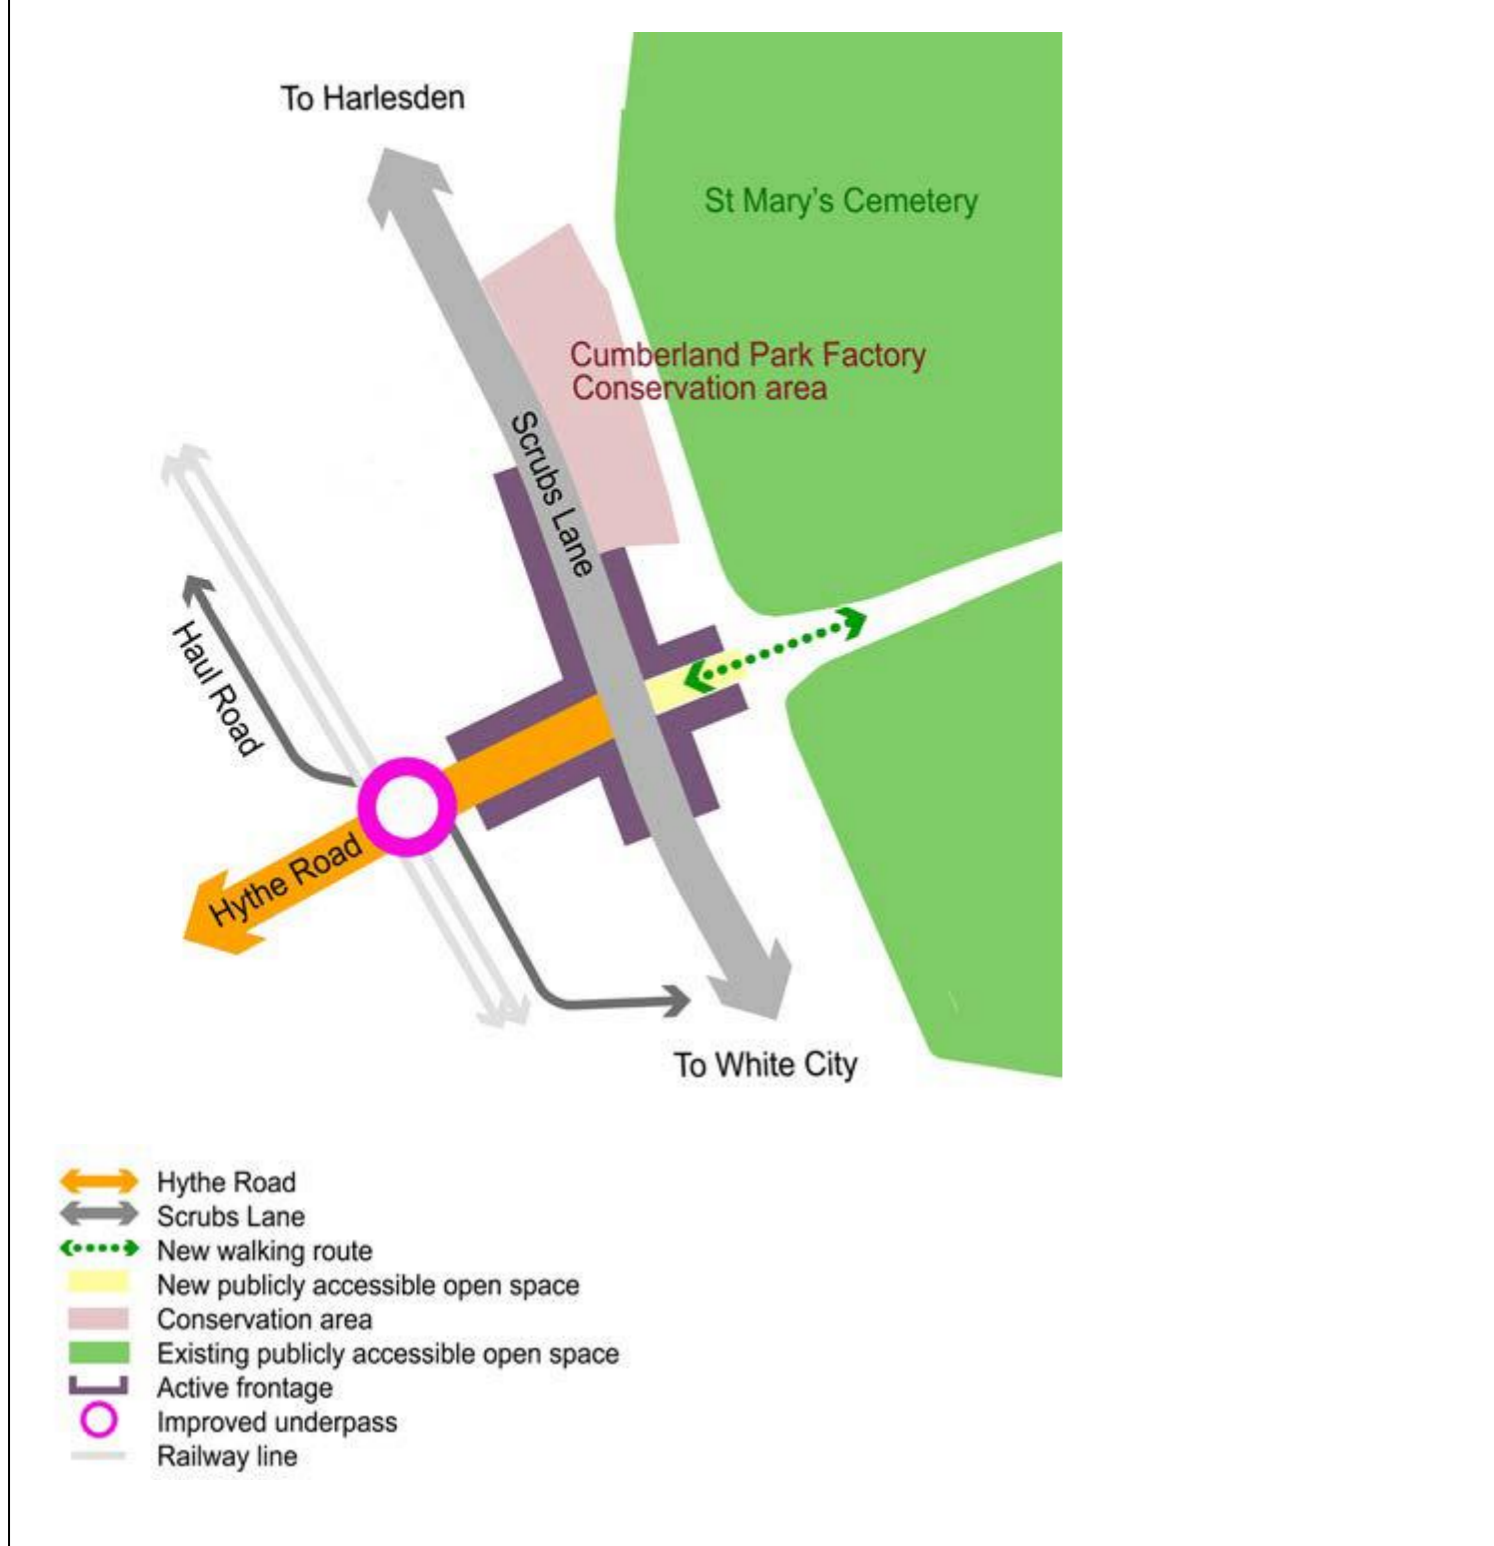 To Harlesden
St Mary's Cemetery
Cumberland Park Factory
Conservation area
Scrubs Lane
Haul Road
Hythe Road
To White City
Hythe Road
Scrubs Lane
New walking route
New publicly accessible open space
Conservation area
Existing publicly accessible open space
Active frontage
Improved underpass
Railway line